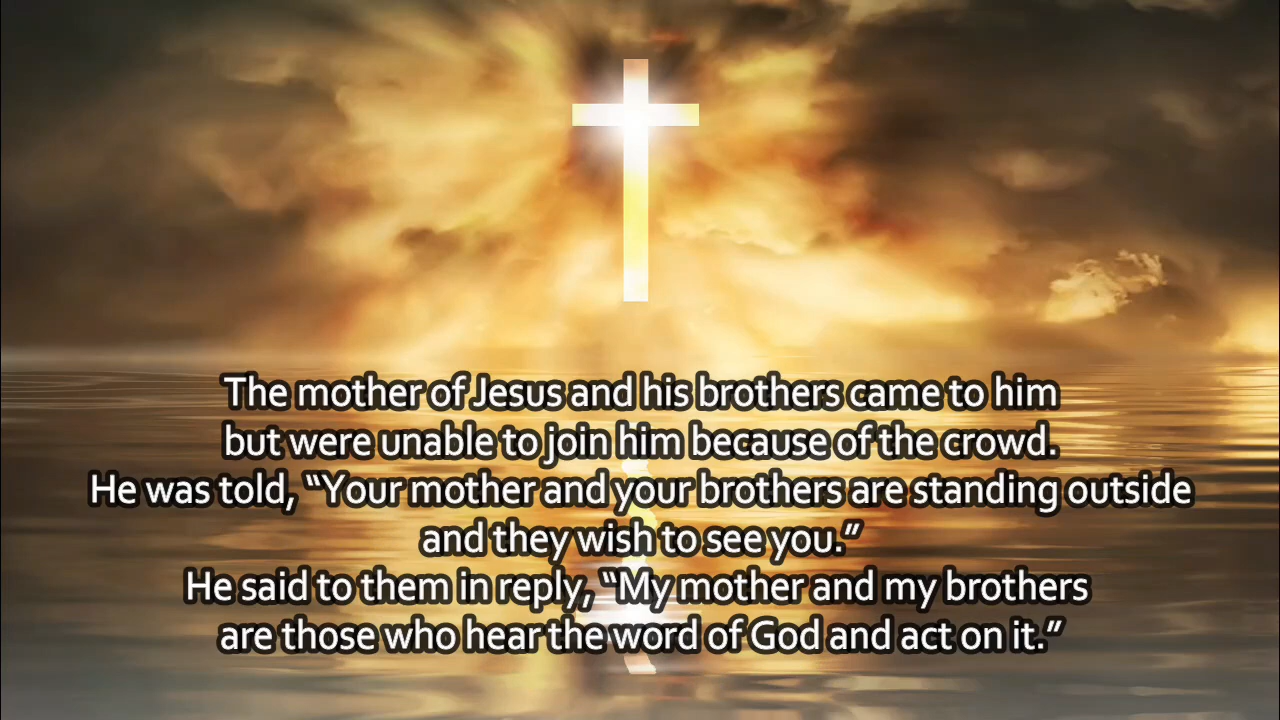 The mother of Jesus and his brothers came to him
but were unable to join him because of the crowd.
He was told, “Your mother and your brothers are standing outside
and they wish to see you.”
He said to them in reply, “My mother and my brothers
are those who hear the word of God and act on it.”